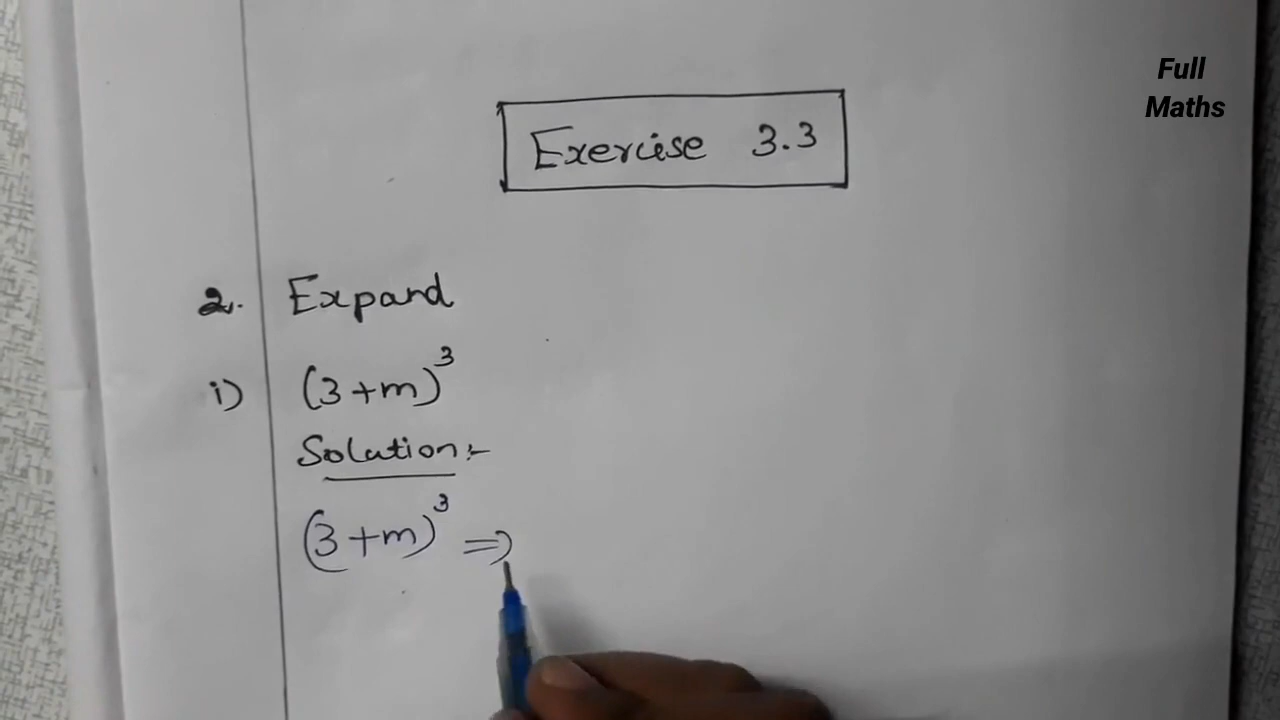 Full
Maths
Exercise 3.3
2. Expand
i) (3+m)³
Solution:-
(3+m)³ ⇒